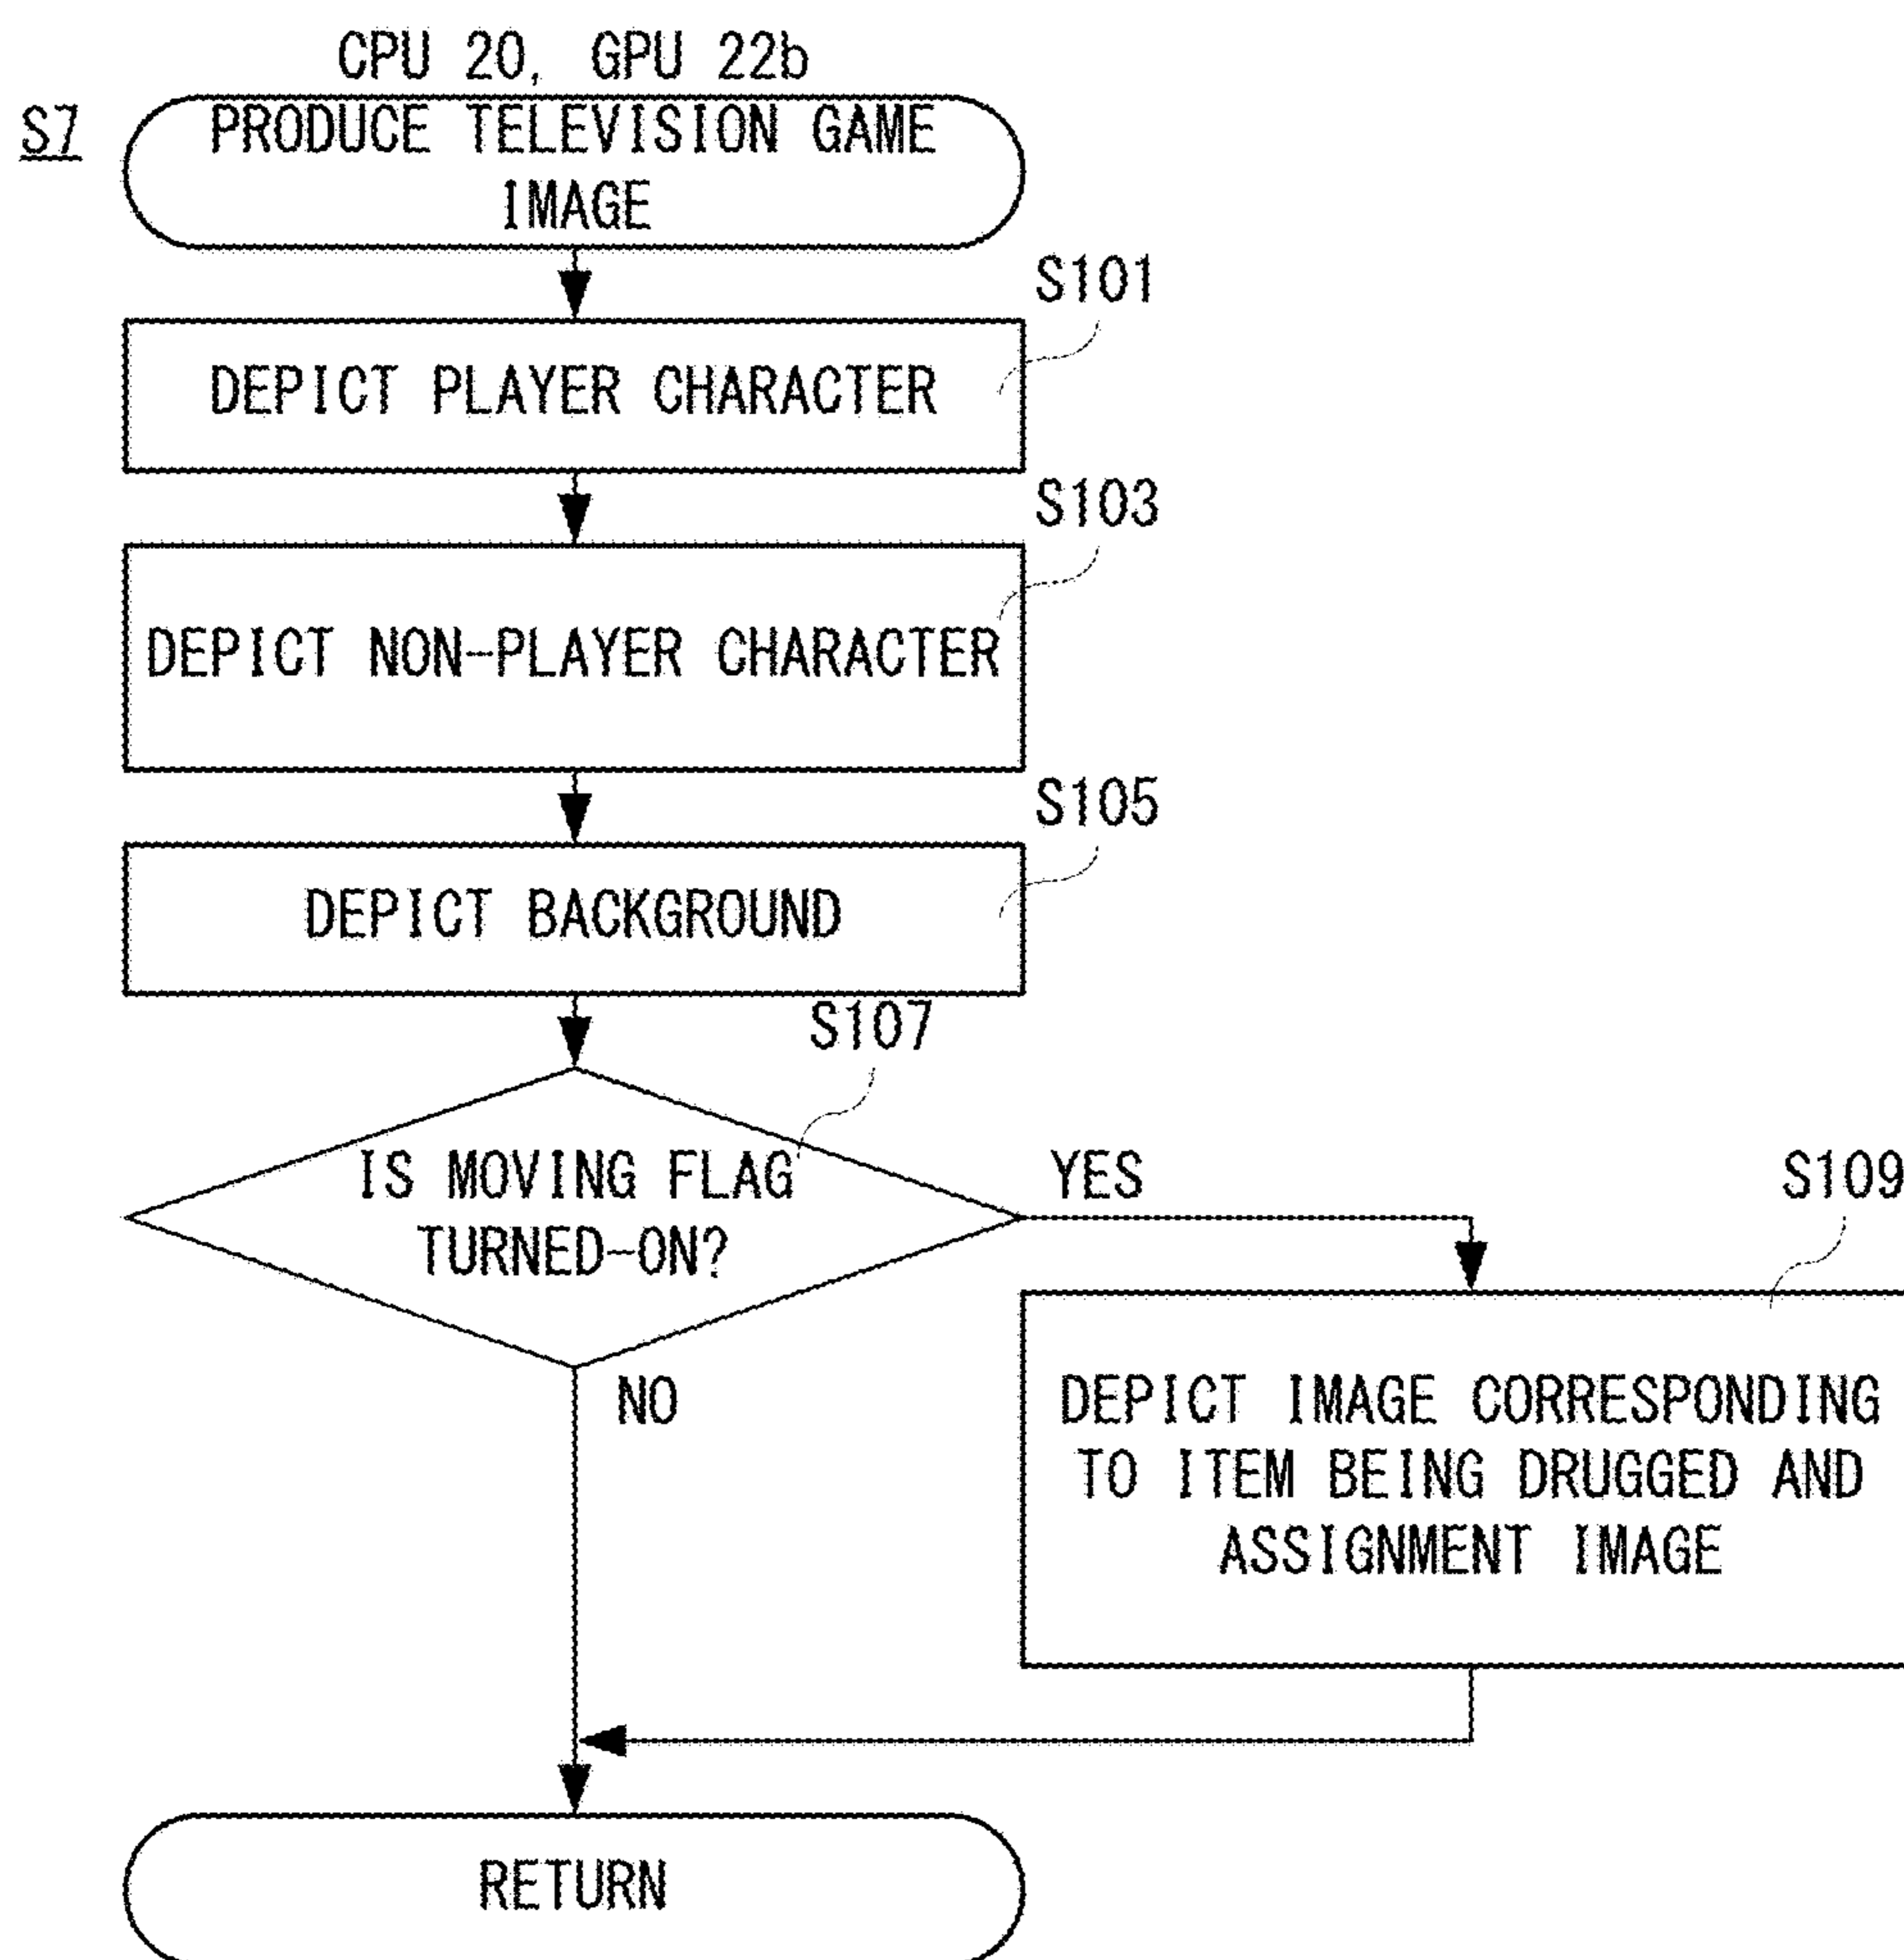 CPU 20, GPU 22b
S7
PRODUCE TELEVISION GAME
IMAGE
S101
DEPICT PLAYER CHARACTER
S103
DEPICT NON-PLAYER CHARACTER
S105
DEPICT BACKGROUND
S107
IS MOVING FLAG
TURNED-ON?
YES
NO
S109
DEPICT IMAGE CORRESPONDING
TO ITEM BEING DRUGGED AND
ASSIGNMENT IMAGE
RETURN